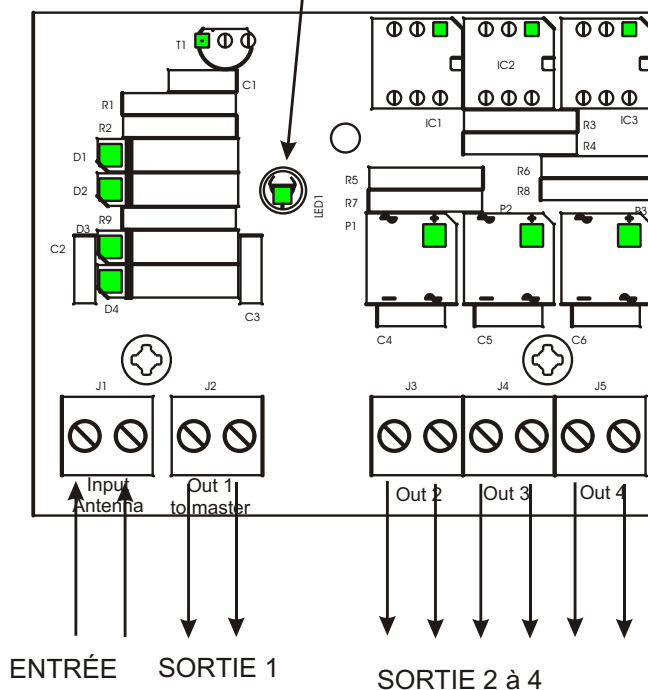 T1
C1
IC2
IC1
IC3
R1
R2
R3
R4
D1
D2
R5
R6
R7
R8
LED1
R9
D3
C2
P1
P2
P3
D4
C3
C4
C5
C6
J1
J2
J3
J4
J5
Input
Antenna
Out 1
to master
Out 2
Out 3
Out 4
ENTRÉE
SORTIE 1
SORTIE 2 à 4